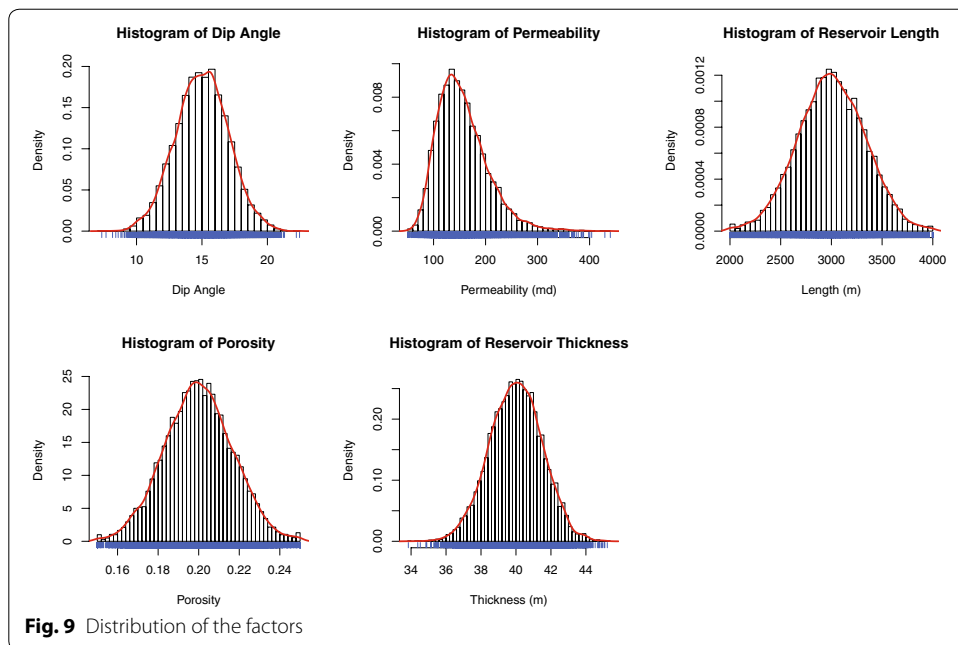 Histogram of Dip Angle
Density
0.00 0.05 0.10 0.15 0.20
10 15 20
Dip Angle
Histogram of Permeability
Density
0.000 0.004 0.008
100 200 300 400
Permeability (md)
Histogram of Reservoir Length
Density
0.0000 0.0004 0.0008 0.0012
2000 2500 3000 3500 4000
Length (m)
Histogram of Porosity
Density
0 5 10 15 20 25
0.16 0.18 0.20 0.22 0.24
Porosity
Histogram of Reservoir Thickness
Density
0.00 0.10 0.20
34 36 38 40 42 44
Thickness (m)
Fig. 9 Distribution of the factors